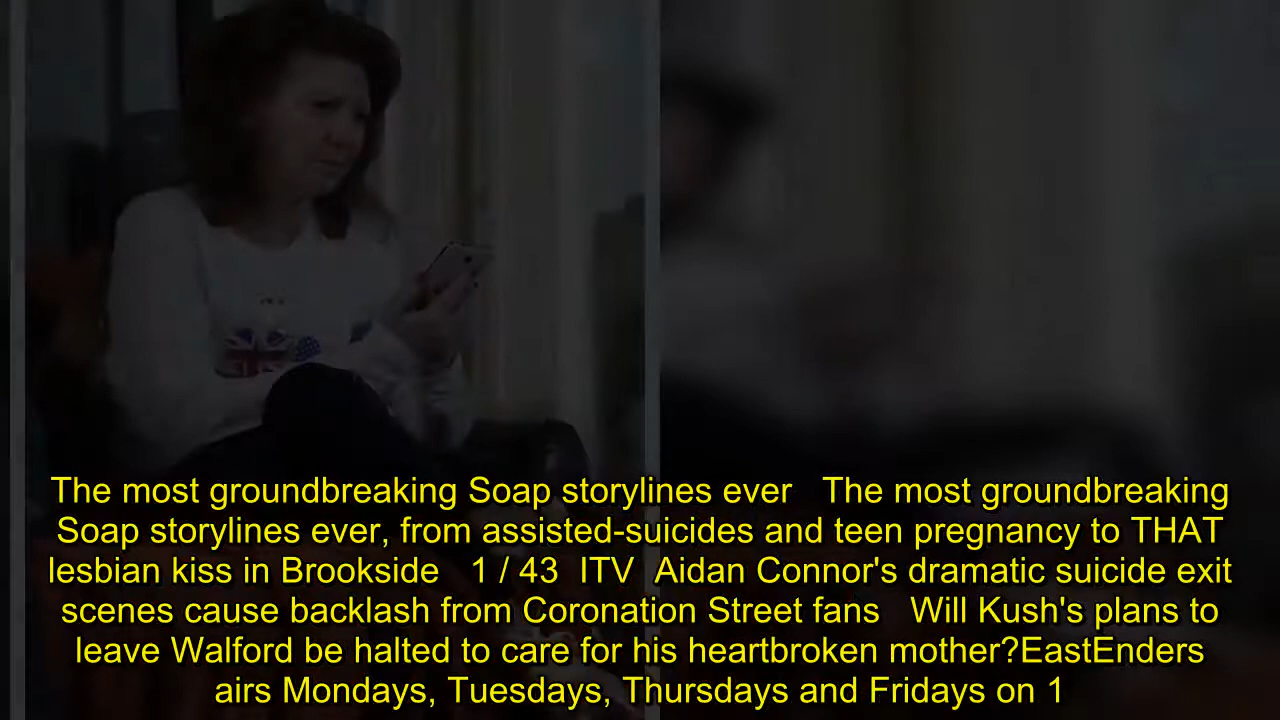 The most groundbreaking Soap storylines ever   The most groundbreaking
Soap storylines ever, from assisted-suicides and teen pregnancy to THAT
lesbian kiss in Brookside   1 / 43  ITV  Aidan Connor's dramatic suicide exit
scenes cause backlash from Coronation Street fans   Will Kush's plans to
leave Walford be halted to care for his heartbroken mother?EastEnders
airs Mondays, Tuesdays, Thursdays and Fridays on 1